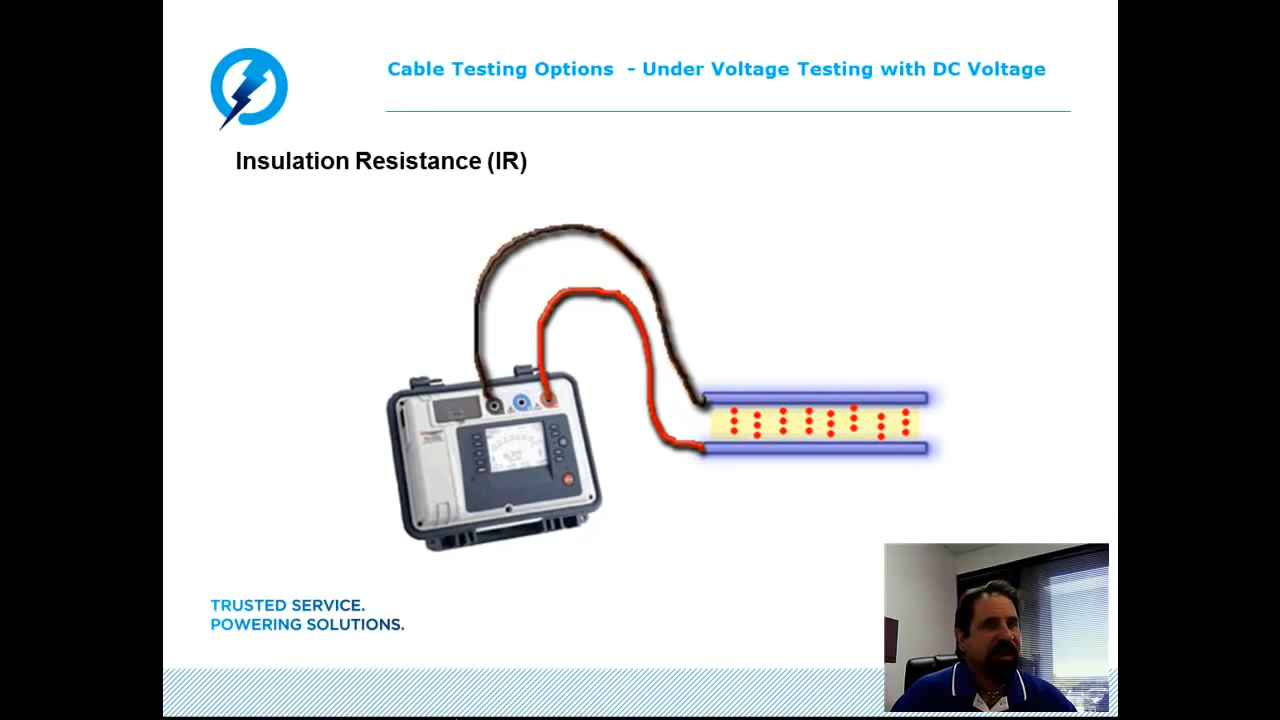 Cable Testing Options - Under Voltage Testing with DC Voltage
Insulation Resistance (IR)
TRUSTED SERVICE.
POWERING SOLUTIONS.